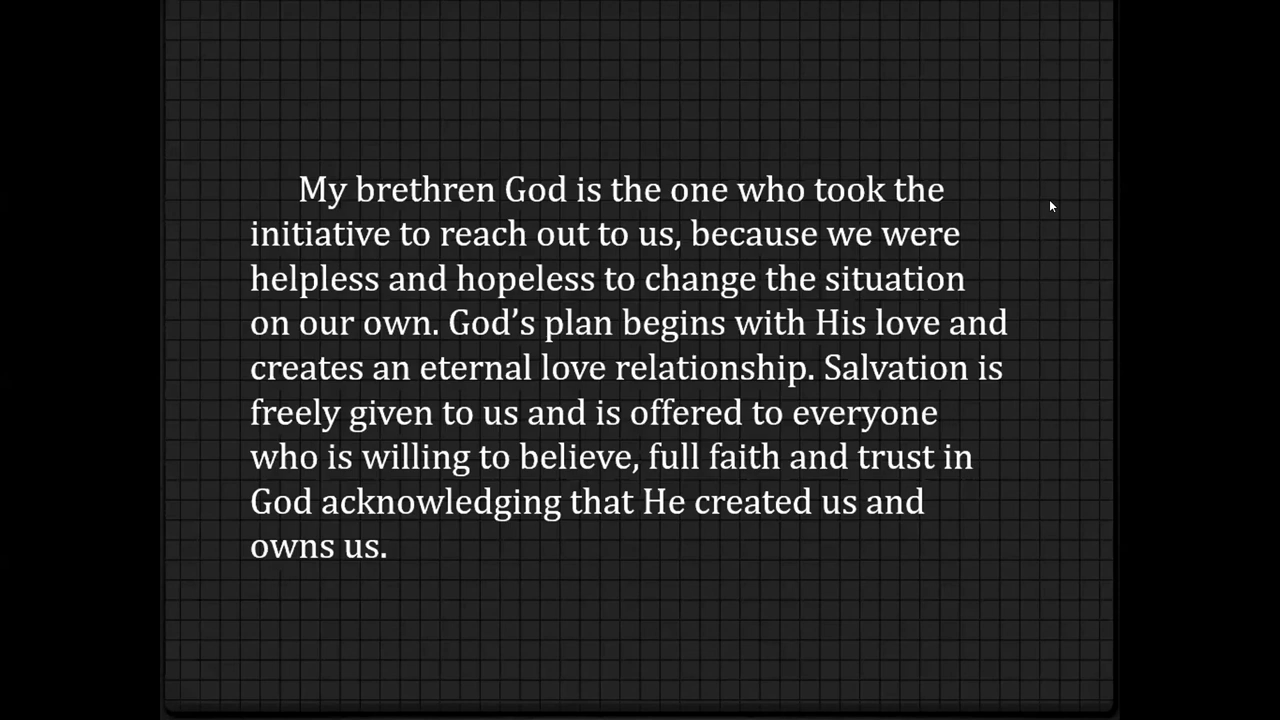 My brethren God is the one who took the
initiative to reach out to us, because we were
helpless and hopeless to change the situation
on our own. God’s plan begins with His love and
creates an eternal love relationship. Salvation is
freely given to us and is offered to everyone
who is willing to believe, full faith and trust in
God acknowledging that He created us and
owns us.